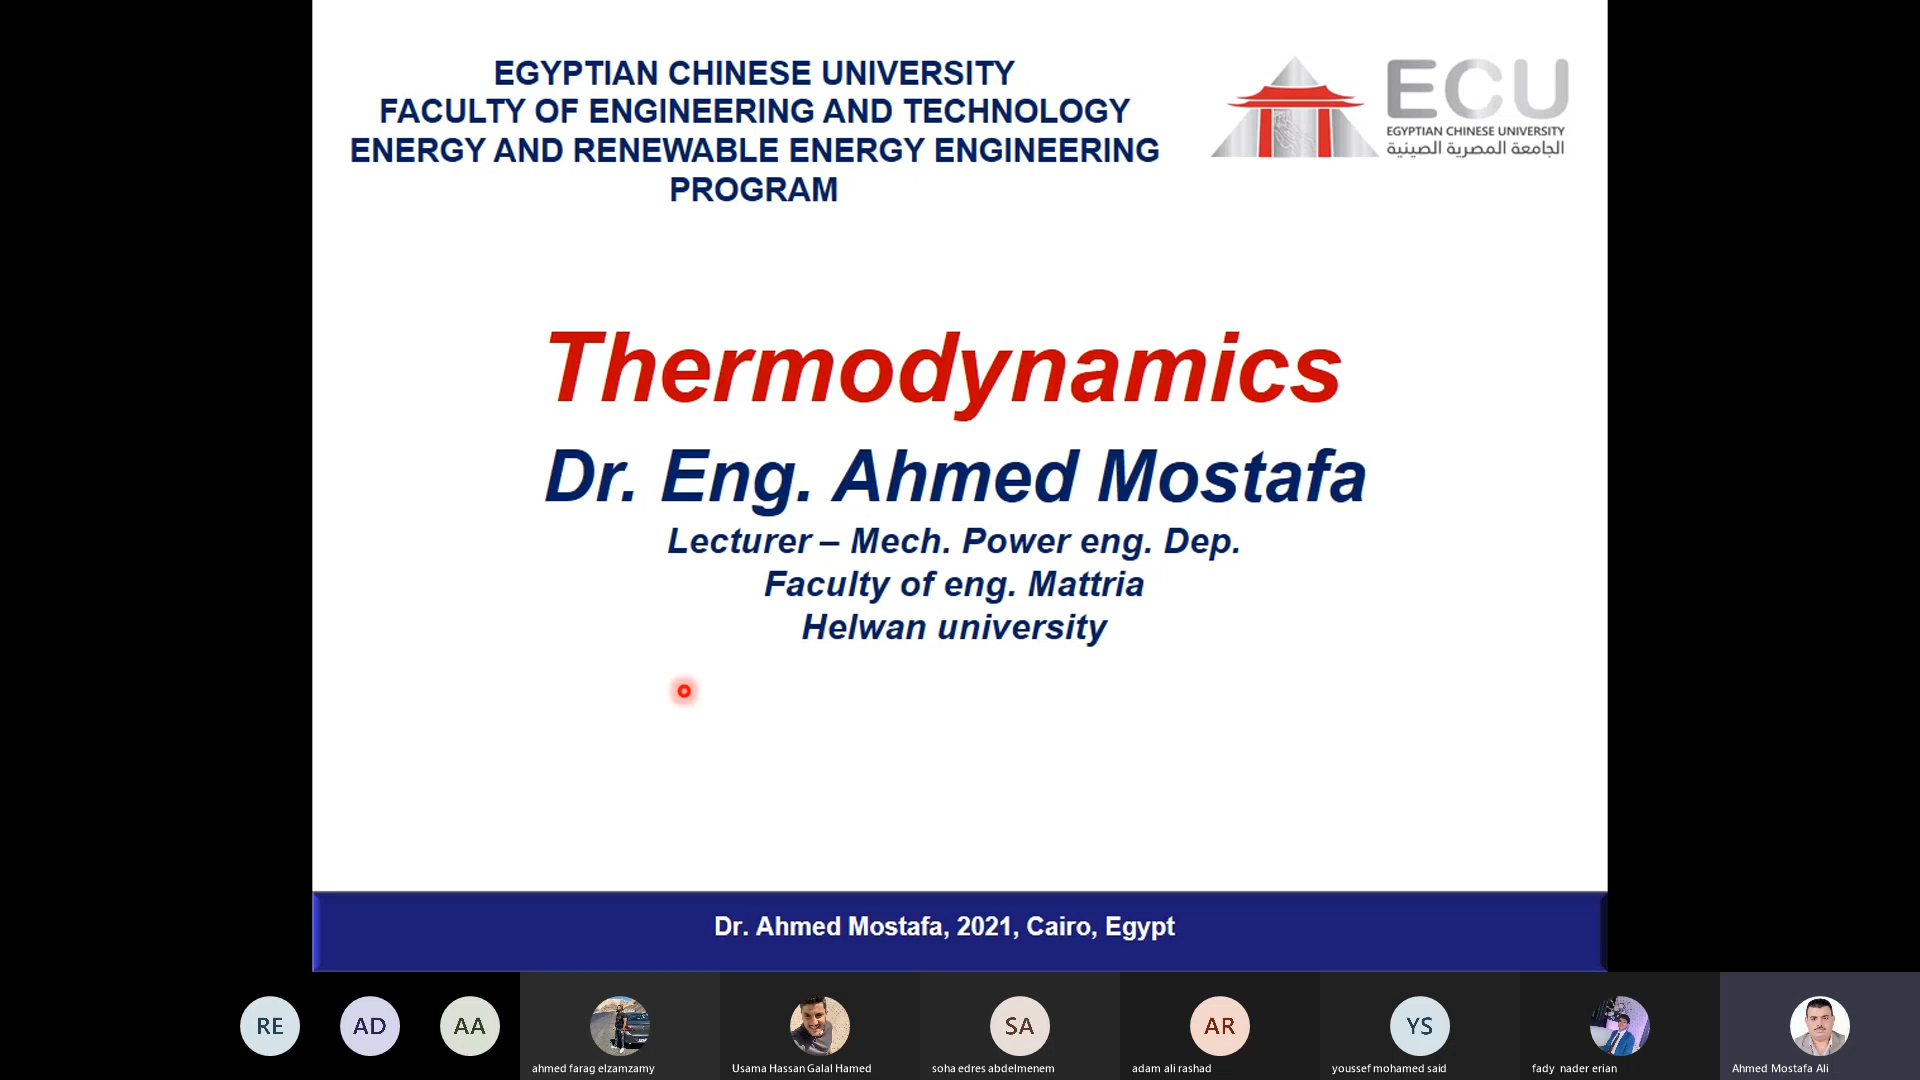 EGYPTIAN CHINESE UNIVERSITY
FACULTY OF ENGINEERING AND TECHNOLOGY
ENERGY AND RENEWABLE ENERGY ENGINEERING
PROGRAM
ECU
EGYPTIAN CHINESE UNIVERSITY
الجامعة المصرية الصينية
Thermodynamics
Dr. Eng. Ahmed Mostafa
Lecturer – Mech. Power eng. Dep.
Faculty of eng. Mattria
Helwan university
Dr. Ahmed Mostafa, 2021, Cairo, Egypt
RE AD AA SA AR YS
ahmed farag elzamzamy Usama Hassan Galal Hamed soha edres abdelmenem adam ali rashad youssef mohamed said fady nader erian Ahmed Mostafa Ali